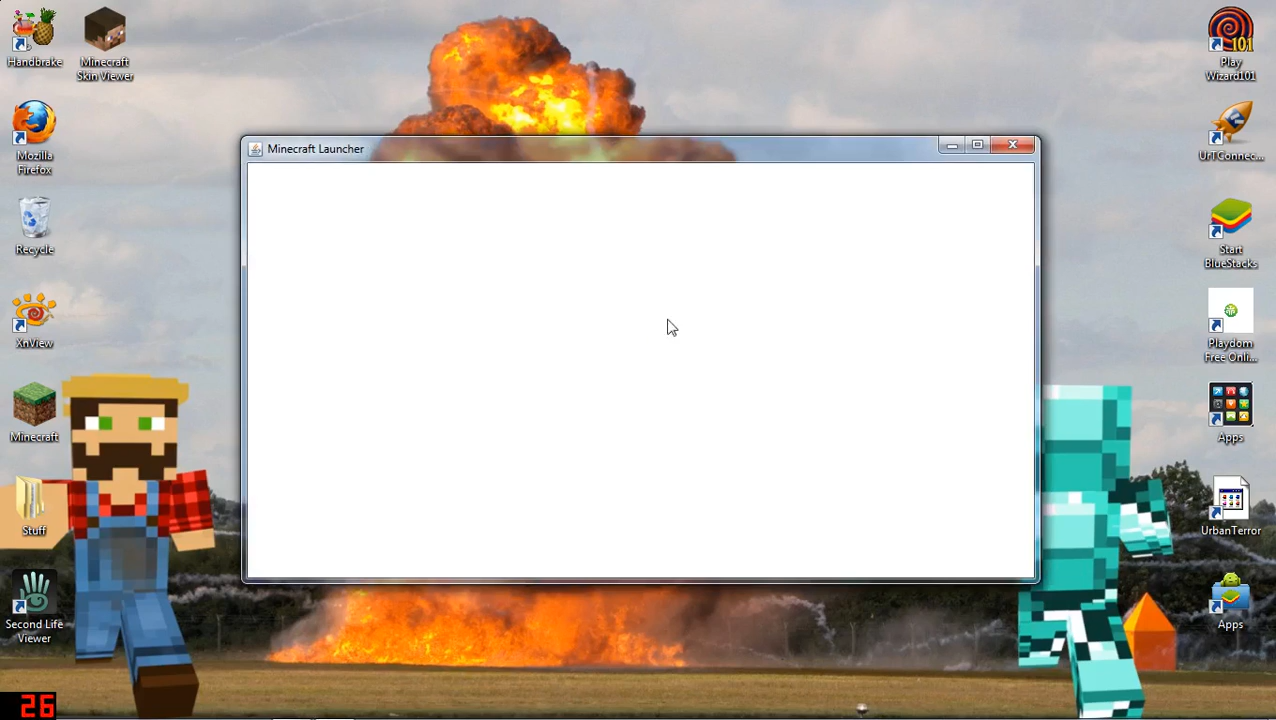 Handbrake
Minecraft
Skin Viewer
Mozilla
Firefox
Recycle
XnView
Minecraft
Stuff
Second Life
Viewer
26
Minecraft Launcher
101
Play
Wizard101
UrTConnec...
Start
BlueStacks
Playdom
Free Onli...
Apps
UrbanTerror
Apps